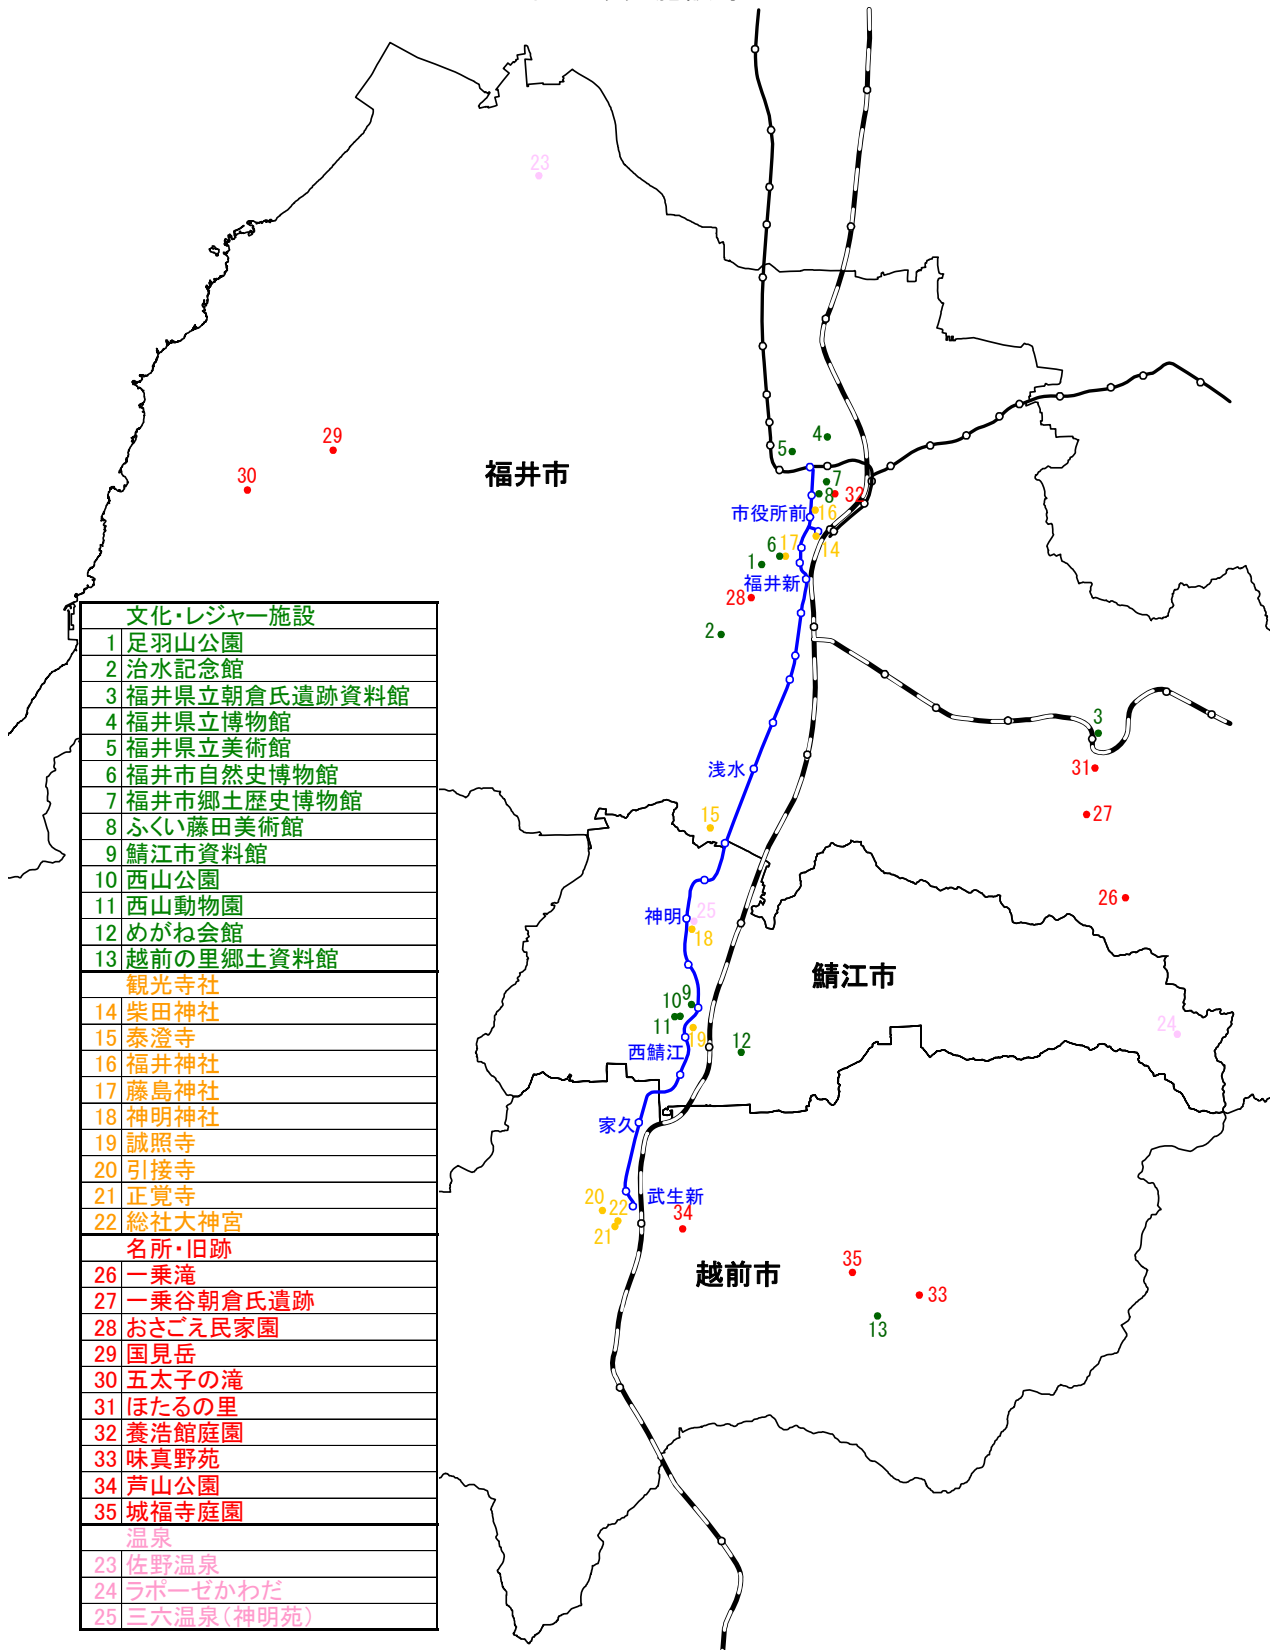 23
29
30
福井市
4
5
7
8
32
市役所前
16
14
6
17
1
福井新
28
2
3
31
浅水
15
27
26
神明
25
18
鯖江市
9
10
11
19
24
西鯖江
12
家久
武生新
20
22
21
34
越前市
35
33
13
文化・レジャー施設
1 足羽山公園
2 治水記念館
3 福井県立朝倉氏遺跡資料館
4 福井県立博物館
5 福井県立美術館
6 福井市自然史博物館
7 福井市郷土歴史博物館
8 ふくい藤田美術館
9 鯖江市資料館
10 西山公園
11 西山動物園
12 めがね会館
13 越前の里郷土資料館
観光寺社
14 柴田神社
15 泰澄寺
16 福井神社
17 藤島神社
18 神明神社
19 誠照寺
20 引接寺
21 正覚寺
22 総社大神宮
名所・旧跡
26 一乗滝
27 一乗谷朝倉氏遺跡
28 おさごえ民家園
29 国見岳
30 五太子の滝
31 ほたるの里
32 養浩館庭園
33 味真野苑
34 芦山公園
35 城福寺庭園
温泉
23 佐野温泉
24 ラポーゼかわだ
25 三六温泉（神明苑）